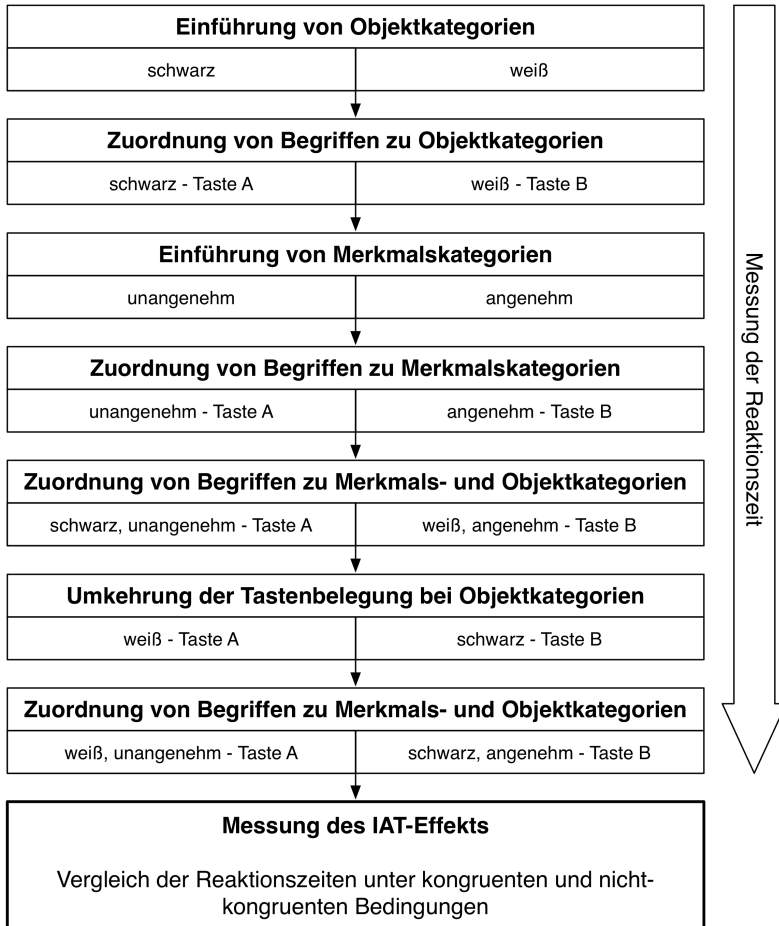 Einführung von Objektkategorien
schwarz
weiß
Zuordnung von Begriffen zu Objektkategorien
schwarz - Taste A
weiß - Taste B
Einführung von Merkmalskategorien
unangenehm
angenehm
Zuordnung von Begriffen zu Merkmalskategorien
unangenehm - Taste A
angenehm - Taste B
Zuordnung von Begriffen zu Merkmals- und Objektkategorien
schwarz, unangenehm - Taste A
weiß, angenehm - Taste B
Umkehrung der Tastenbelegung bei Objektkategorien
weiß - Taste A
schwarz - Taste B
Zuordnung von Begriffen zu Merkmals- und Objektkategorien
weiß, unangenehm - Taste A
schwarz, angenehm - Taste B
Messung des IAT-Effekts
Vergleich der Reaktionszeiten unter kongruenten und nicht-
kongruenten Bedingungen
Messung der Reaktionszeit